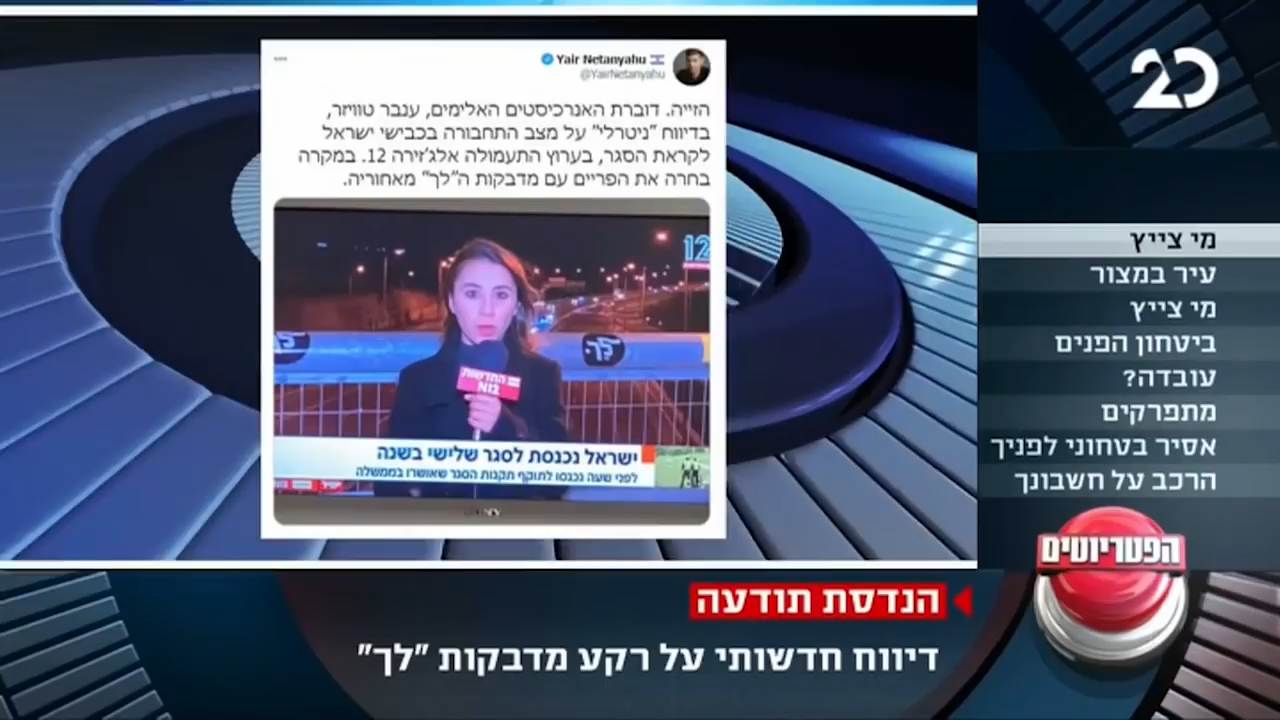 Yair Netanyahu
@YairNetanyahu
הזייה. דוברת האנרכיסטים האלימים, ענבר טוויזר,
בדיווח "ניטרלי" על מצב התחבורה בכבישי ישראל
לקראת הסגר, בערוץ התעמולה אלג'זירה 12. במקרה
בחרה את הפריים עם מדבקות ה"לך" מאחוריה.
12
לך
לך
החדשות
N12
ישראל נכנסת לסגר שלישי בשנה
לפני שעה נכנסו לתוקף תקנות הסגר שאושרו בממשלה
20
מי צייץ
עיר במצור
מי צייץ
ביטחון הפנים
עובדה?
מתפרקים
אסיר בטחוני לפניך
הרכב על חשבונך
הפטריוטים
הנדסת תודעה
דיווח חדשותי על רקע מדבקות "לך"